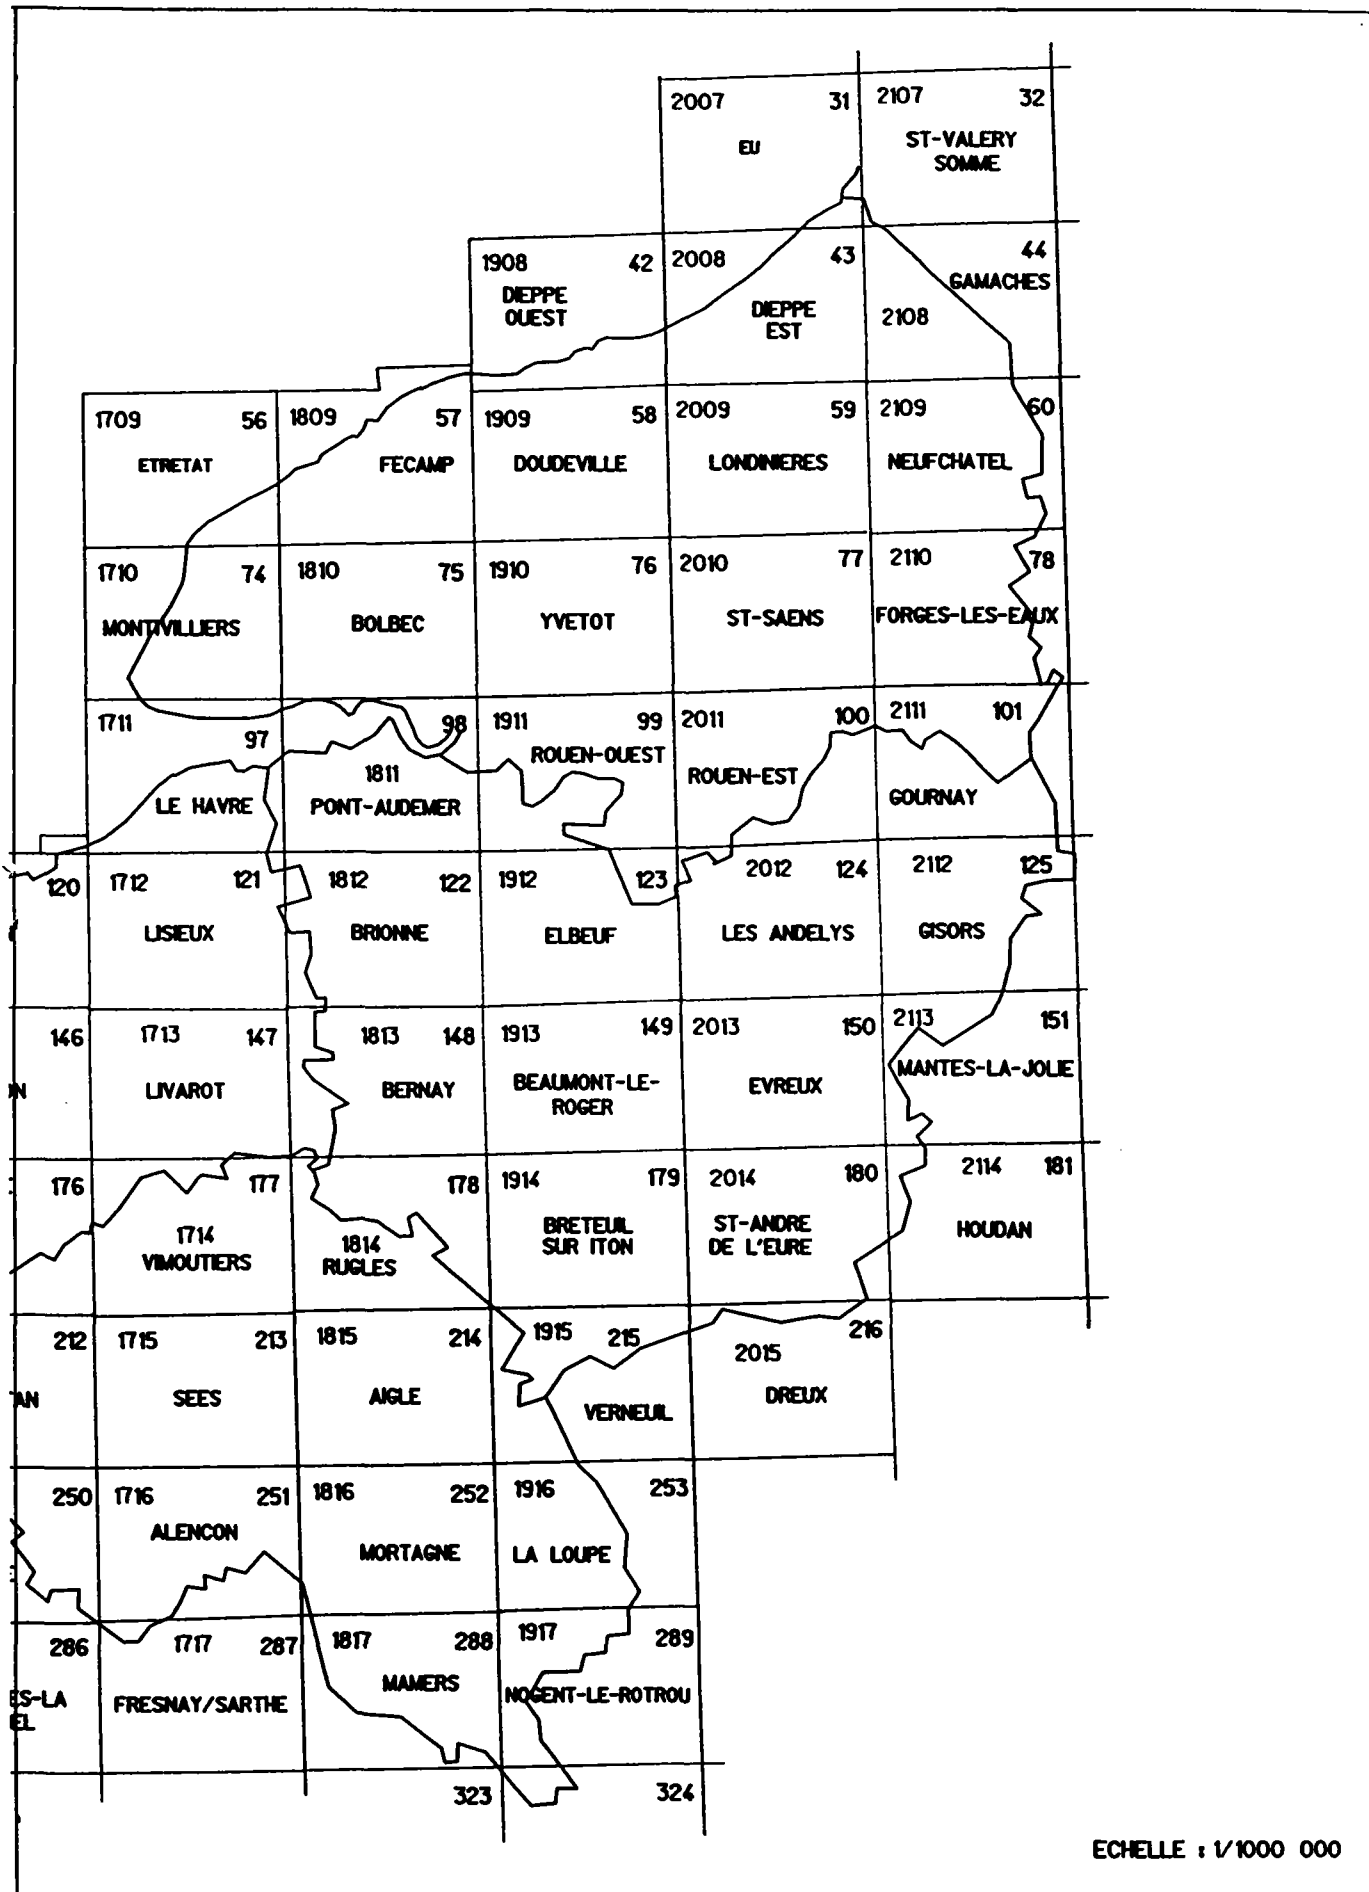 2007 31 2107 32
EU
ST-VALERY
SOMME
1908 42 2008 43 44
DIEPPE
OUEST
DIEPPE
EST
GAMACHES
2108
1709 56 1809 57 1909 58 2009 59 2109 60
ETRETAT FECAMP DOUDEVILLE LONDINIERES NEUFCHATEL
1710 74 1810 75 1910 76 2010 77 2110 78
MONTIVILLIERS BOLBEC YVETOT ST-SAENS FORGES-LES-EAUX
1711 97 98 1911 99 2011 100 2111 101
1811
LE HAVRE PONT-AUDEMER ROUEN-OUEST ROUEN-EST GOURNAY
120 1712 121 1812 122 1912 123 2012 124 2112 125
LISIEUX BRIONNE ELBEUF LES ANDELYS GISORS
146 1713 147 1813 148 1913 149 2013 150 2113 151
ON LIVAROT BERNAY BEAUMONT-LE-
ROGER
EVREUX MANTES-LA-JOLIE
176 177 178 1914 179 2014 180 2114 181
1714
VIMOUTIERS
1814
RUGLES
BRETEUIL
SUR ITON
ST-ANDRE
DE L'EURE
HOUDAN
212 1715 213 1815 214 1915 215 2015 216
AN SEES AIGLE VERNEUIL DREUX
250 1716 251 1816 252 1916 253
ALENCON MORTAGNE LA LOUPE
286 1717 287 1817 288 1917 289
ES-LA
EL
FRESNAY/SARTHE MAMERS NOGENT-LE-ROTROU
323 324
ECHELLE : 1/1000 000